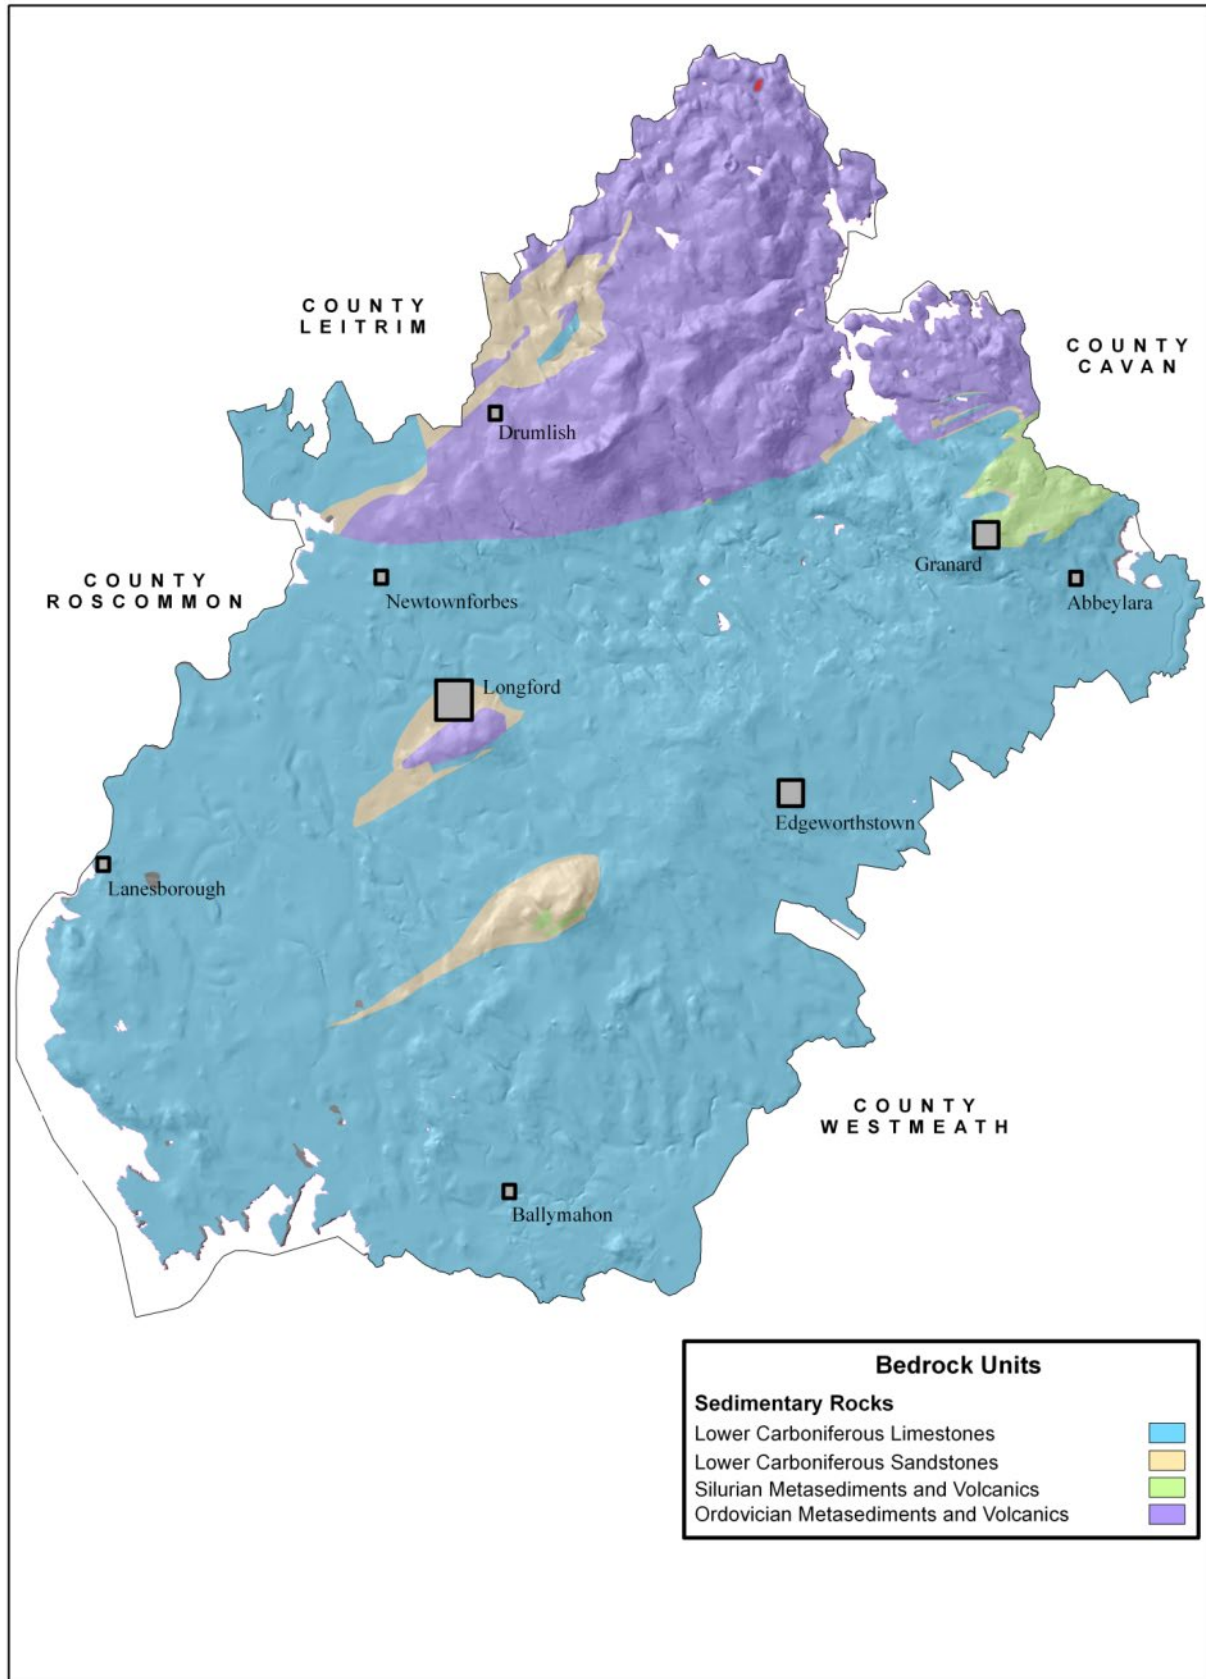 COUNTY
LEITRIM
COUNTY
CAVAN
Drumlish
Granard
COUNTY
ROSCOMMON
Newtownforbes
Abbeylara
Longford
Edgeworthstown
Lanesborough
COUNTY
WESTMEATH
Ballymahon
Bedrock Units
Sedimentary Rocks
Lower Carboniferous Limestones
Lower Carboniferous Sandstones
Silurian Metasediments and Volcanics
Ordovician Metasediments and Volcanics